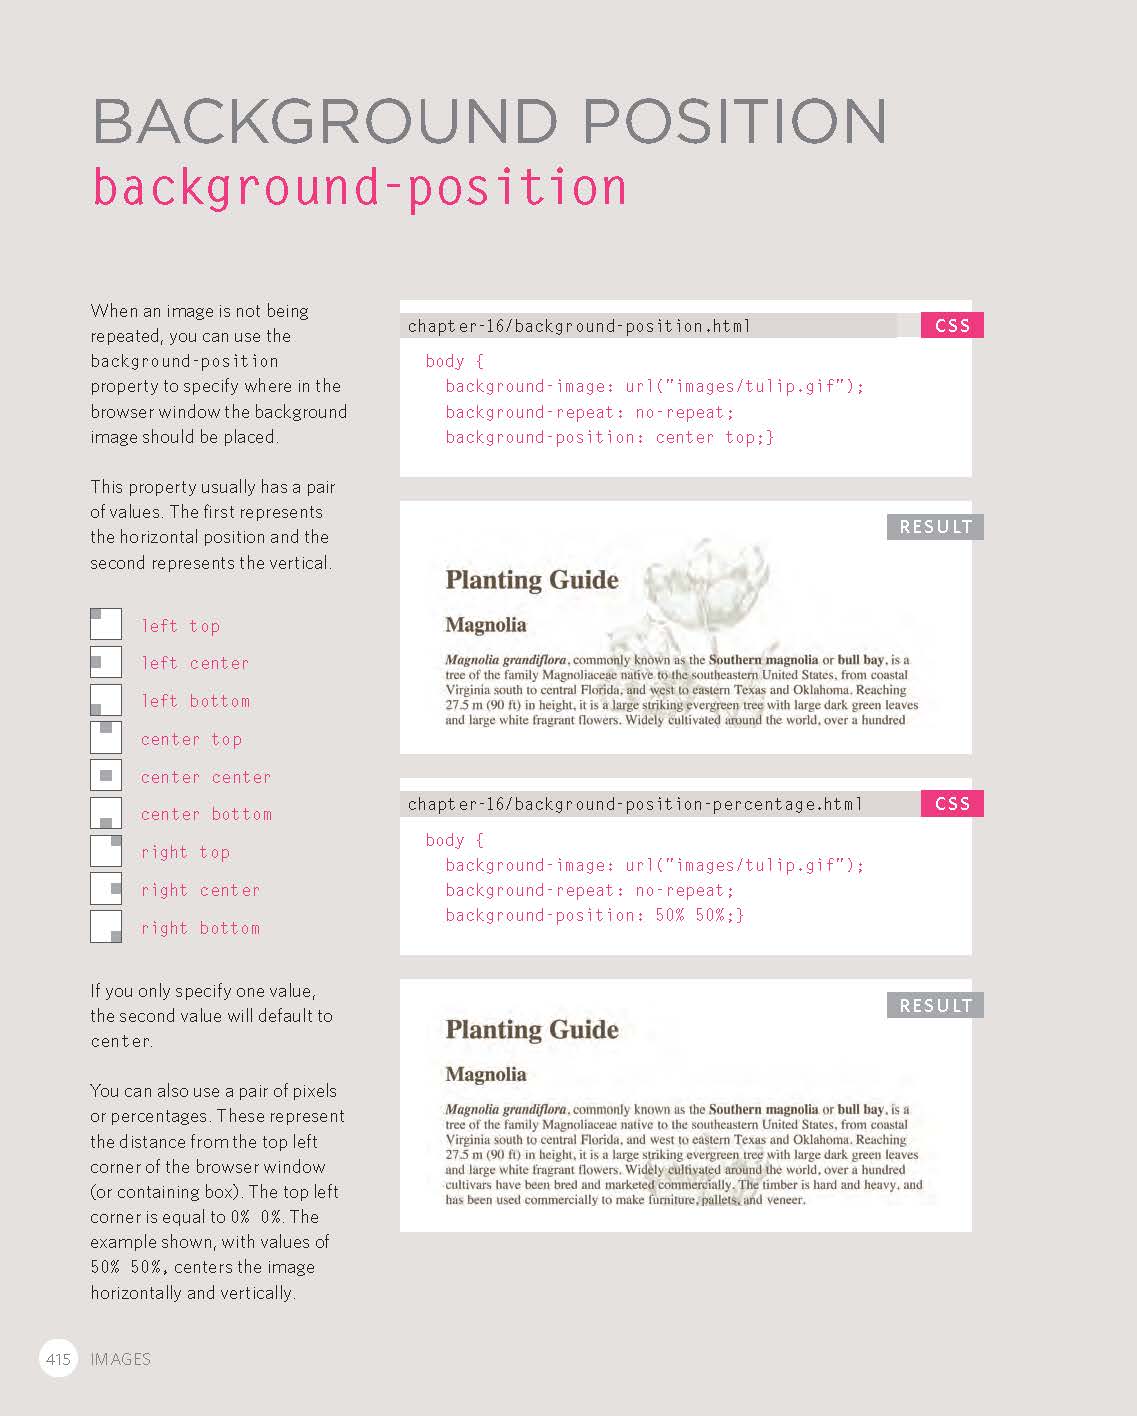 BACKGROUND POSITION
background-position
When an image is not being
repeated, you can use the
background-position
property to specify where in the
browser window the background
image should be placed.
This property usually has a pair
of values. The first represents
the horizontal position and the
second represents the vertical.
left top
left center
left bottom
center top
center center
center bottom
right top
right center
right bottom
If you only specify one value,
the second value will default to
center.
You can also use a pair of pixels
or percentages. These represent
the distance from the top left
corner of the browser window
(or containing box). The top left
corner is equal to 0% 0%. The
example shown, with values of
50% 50%, centers the image
horizontally and vertically.
chapter-16/background-position.html CSS
body {
background-image: url("images/tulip.gif");
background-repeat: no-repeat;
background-position: center top;}
RESULT
Planting Guide
Magnolia
Magnolia grandiflora, commonly known as the Southern magnolia or bull bay, is a
tree of the family Magnoliaceae native to the southeastern United States, from coastal
Virginia south to central Florida, and west to eastern Texas and Oklahoma. Reaching
27.5 m (90 ft) in height, it is a large striking evergreen tree with large dark green leaves
and large white fragrant flowers. Widely cultivated around the world, over a hundred
chapter-16/background-position-percentage.html CSS
body {
background-image: url("images/tulip.gif");
background-repeat: no-repeat;
background-position: 50% 50%;}
RESULT
Planting Guide
Magnolia
Magnolia grandiflora, commonly known as the Southern magnolia or bull bay, is a
tree of the family Magnoliaceae native to the southeastern United States, from coastal
Virginia south to central Florida, and west to eastern Texas and Oklahoma. Reaching
27.5 m (90 ft) in height, it is a large striking evergreen tree with large dark green leaves
and large white fragrant flowers. Widely cultivated around the world, over a hundred
cultivars have been bred and marketed commercially. The timber is hard and heavy, and
has been used commercially to make furniture, pallets, and veneer.
415 IMAGES